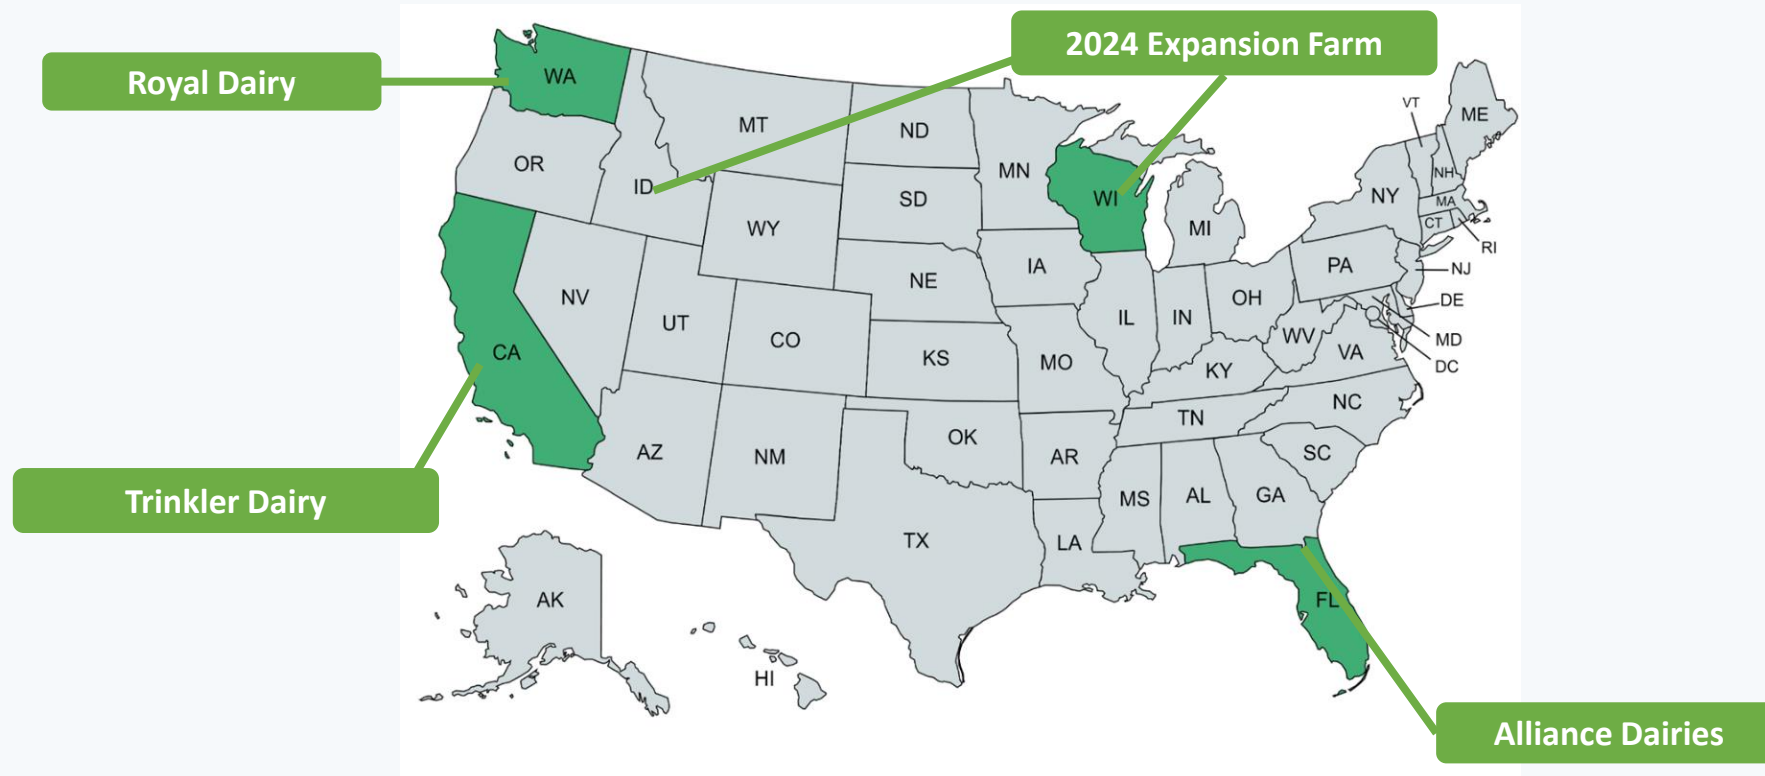 2024 Expansion Farm
Royal Dairy
WA
MT
ND
MN
VT
ME
OR
ID
SD
WI
NH
NY
MA
CT
RI
WY
MI
IA
PA
NJ
NE
NV
OH
DE
UT
IL
IN
CO
WV
MD
VA
DC
CA
KS
MO
KY
NC
TN
OK
AZ
NM
AR
SC
MS
AL
GA
Trinkler Dairy
TX
LA
AK
FL
HI
Alliance Dairies